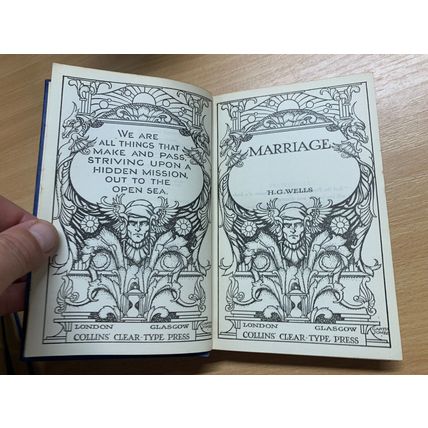 WE ARE
ALL THINGS THAT
MAKE AND PASS,
STRIVING UPON A
HIDDEN MISSION,
OUT TO THE
OPEN SEA.
LONDON GLASGOW
COLLINS' CLEAR-TYPE PRESS
MARRIAGE
H. G. WELLS
LONDON GLASGOW
COLLINS' CLEAR-TYPE PRESS